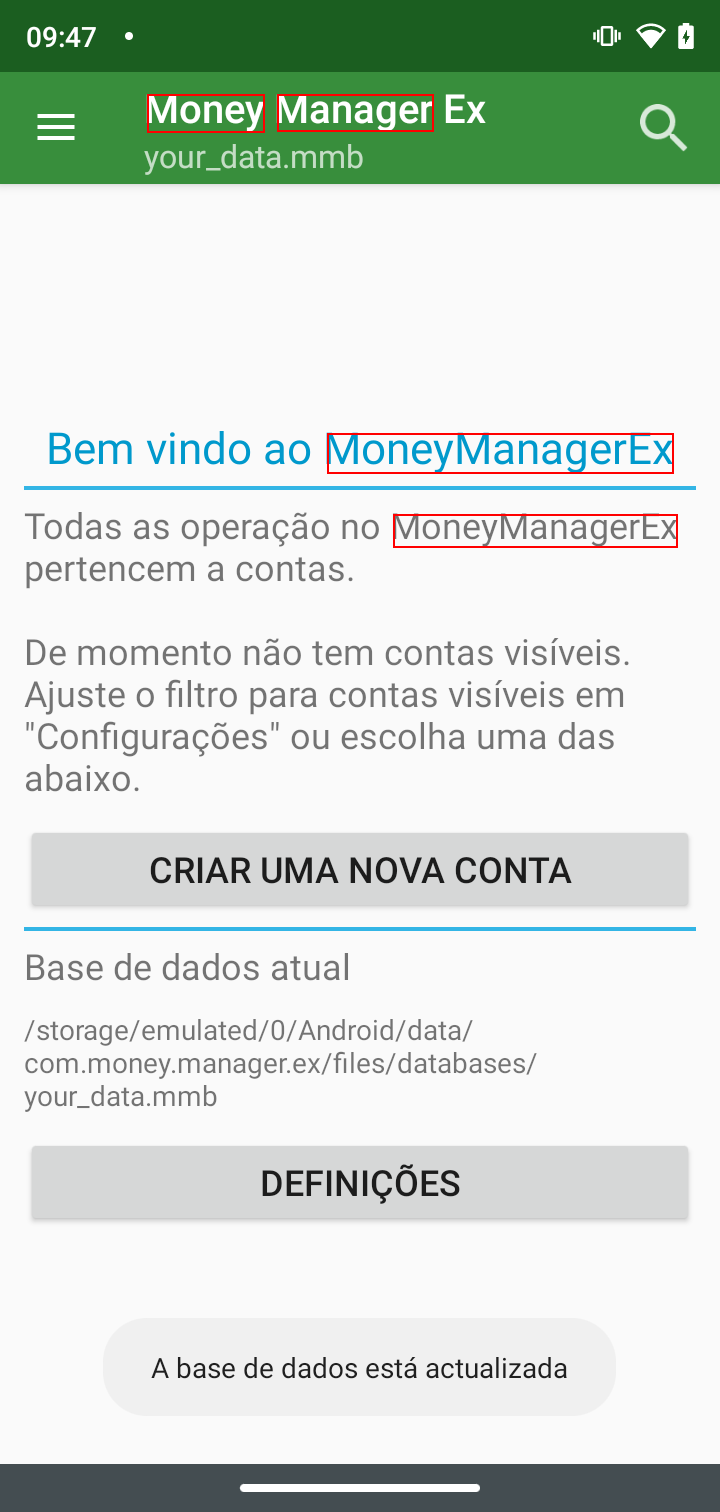 09:47
Money Manager Ex
your_data.mmb
Bem vindo ao MoneyManagerEx
Todas as operação no MoneyManagerEx
pertencem a contas.
De momento não tem contas visíveis.
Ajuste o filtro para contas visíveis em
"Configurações" ou escolha uma das
abaixo.
CRIAR UMA NOVA CONTA
Base de dados atual
/storage/emulated/0/Android/data/
com.money.manager.ex/files/databases/
your_data.mmb
DEFINIÇÕES
A base de dados está actualizada